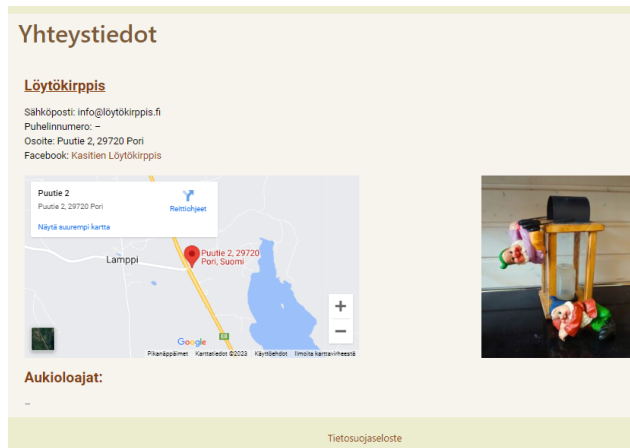 Yhteystiedot
Löytökirppis
Sähköposti: info@löytökirppis.fi
Puhelinnumero: –
Osoite: Puutie 2, 29720 Pori
Facebook: Kasitien Löytökirppis
Puutie 2
Puutie 2, 29720 Pori
Reittiohjeet
Näytä suurempi kartta
Lamppi
Puutie 2, 29720
Pori, Suomi
+
−
Google
E8
Pikanäppäimet Karttatiedot ©2023 Käyttöehdot Ilmoita karttavirheestä
Aukioloajat:
–
Tietosuojaseloste